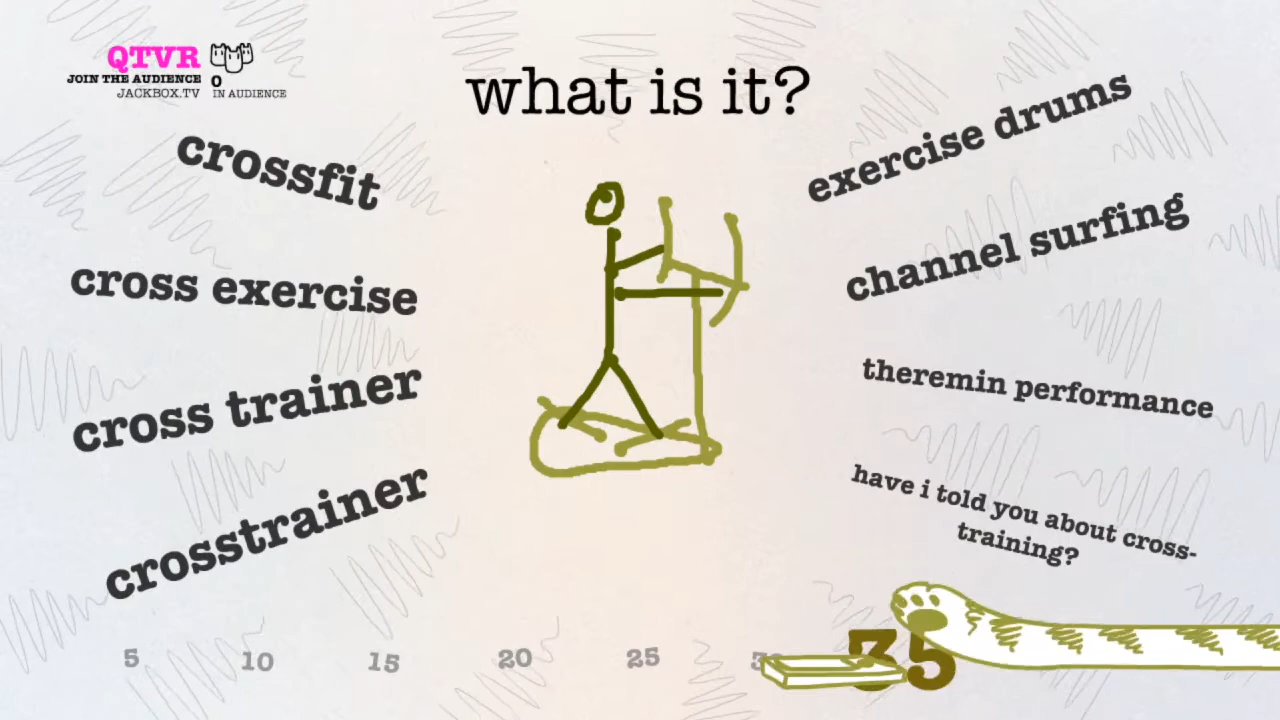 QTVR
JOIN THE AUDIENCE
JACKBOX.TV
0
IN AUDIENCE
what is it?
crossfit
cross exercise
cross trainer
crosstrainer
exercise drums
channel surfing
theremin performance
have i told you about cross-
training?
5 10 15 20 25 30 35